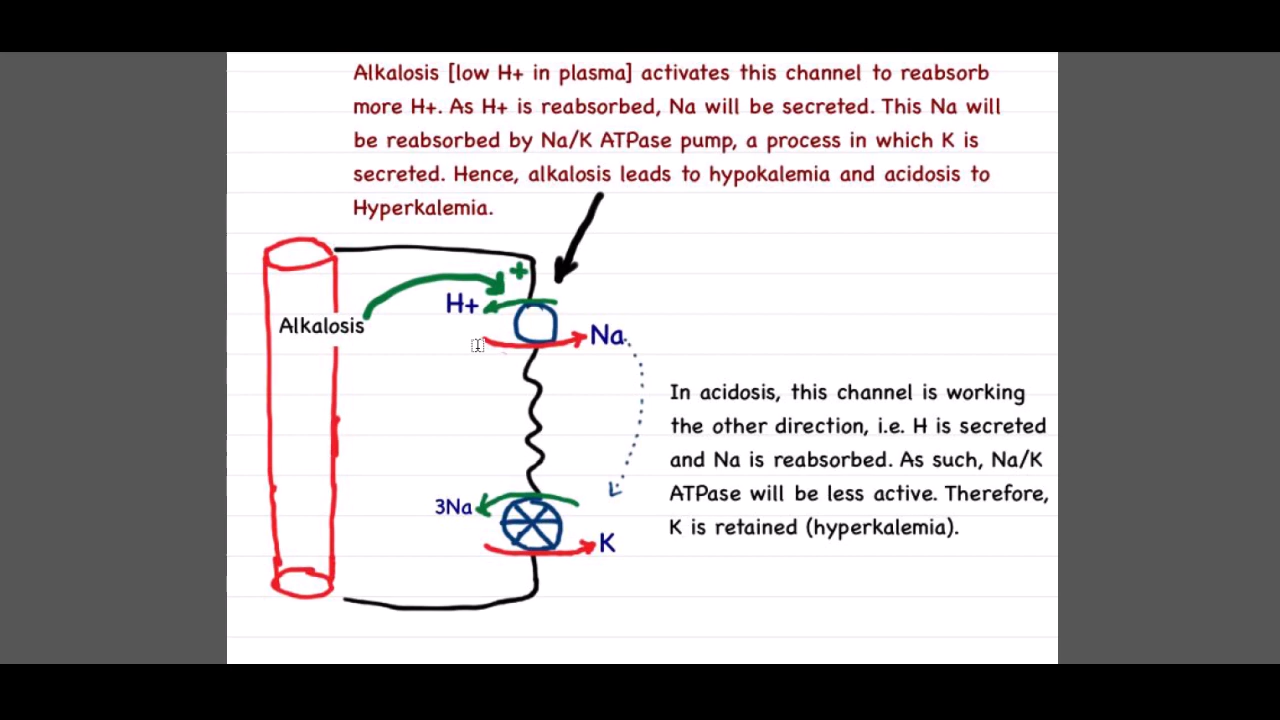 Alkalosis [low H+ in plasma] activates this channel to reabsorb
more H+. As H+ is reabsorbed, Na will be secreted. This Na will
be reabsorbed by Na/K ATPase pump, a process in which K is
secreted. Hence, alkalosis leads to hypokalemia and acidosis to
Hyperkalemia.
+
H+
Alkalosis
Na
In acidosis, this channel is working
the other direction, i.e. H is secreted
and Na is reabsorbed. As such, Na/K
ATPase will be less active. Therefore,
K is retained (hyperkalemia).
3Na
K